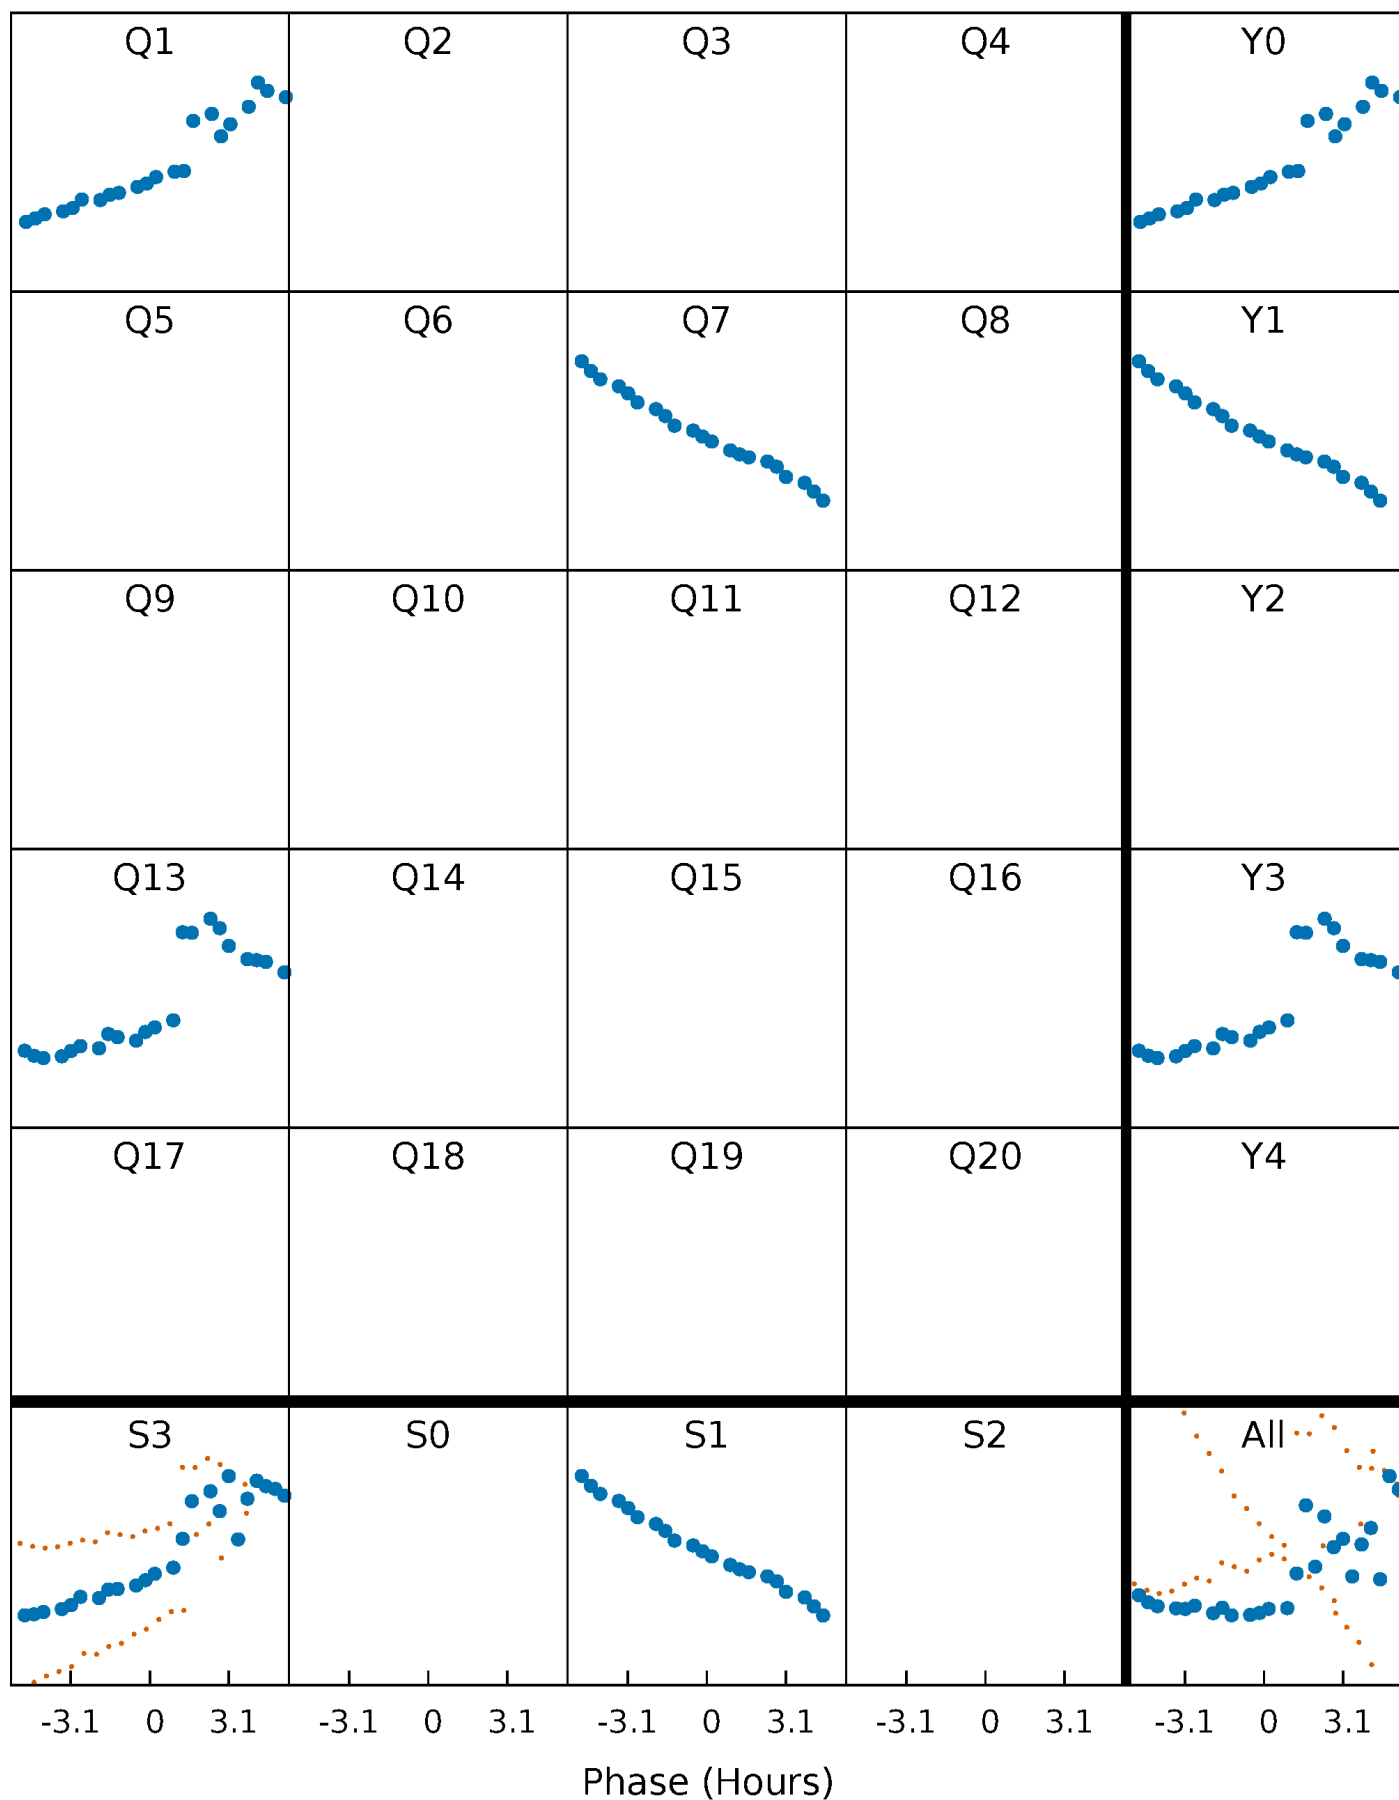 Q1 Q2 Q3 Q4 Y0
Q5 Q6 Q7 Q8 Y1
Q9 Q10 Q11 Q12 Y2
Q13 Q14 Q15 Q16 Y3
Q17 Q18 Q19 Q20 Y4
S3 S0 S1 S2 All
-3.1 0 3.1 -3.1 0 3.1 -3.1 0 3.1 -3.1 0 3.1 -3.1 0 3.1
Phase (Hours)